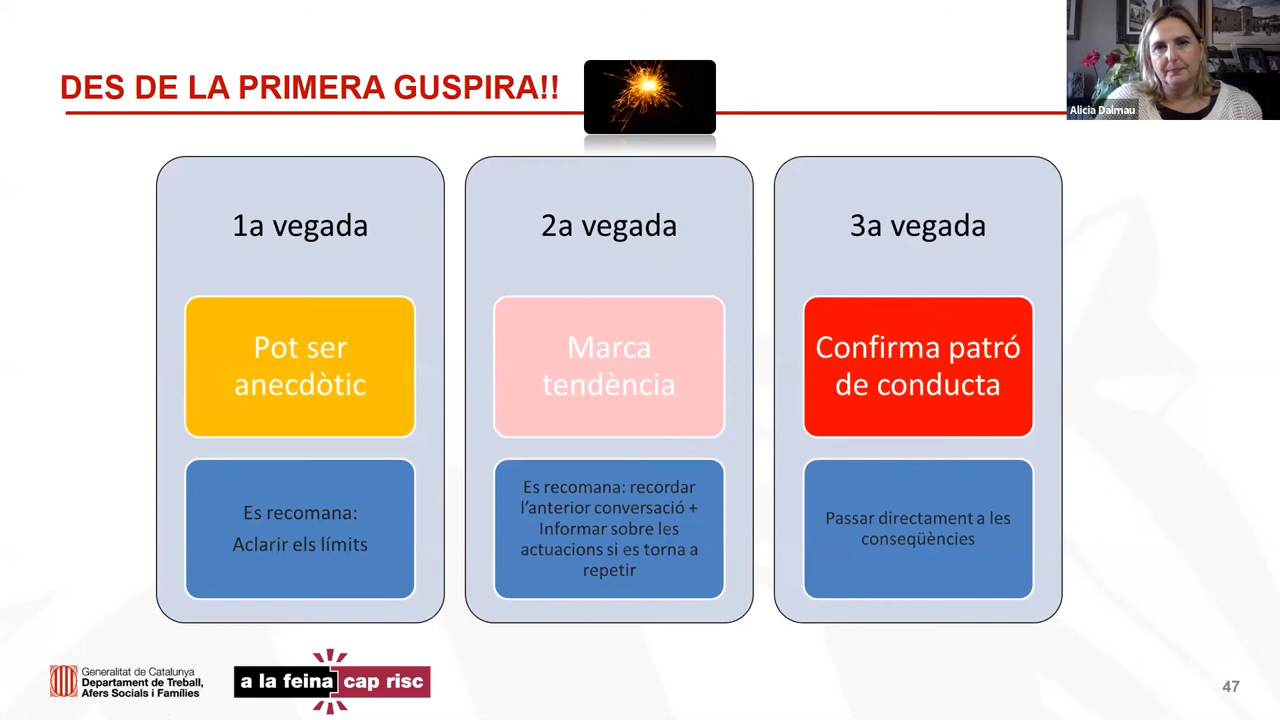 DES DE LA PRIMERA GUSPIRA!!
Alicia Dalmau
1a vegada
Pot ser
anecdòtic
Es recomana:
Aclarir els límits
2a vegada
Marca
tendència
Es recomana: recordar
l’anterior conversació +
Informar sobre les
actuacions si es torna a
repetir
3a vegada
Confirma patró
de conducta
Passar directament a les
conseqüències
Generalitat de Catalunya
Departament de Treball,
Afers Socials i Famílies
a la feina cap risc
47